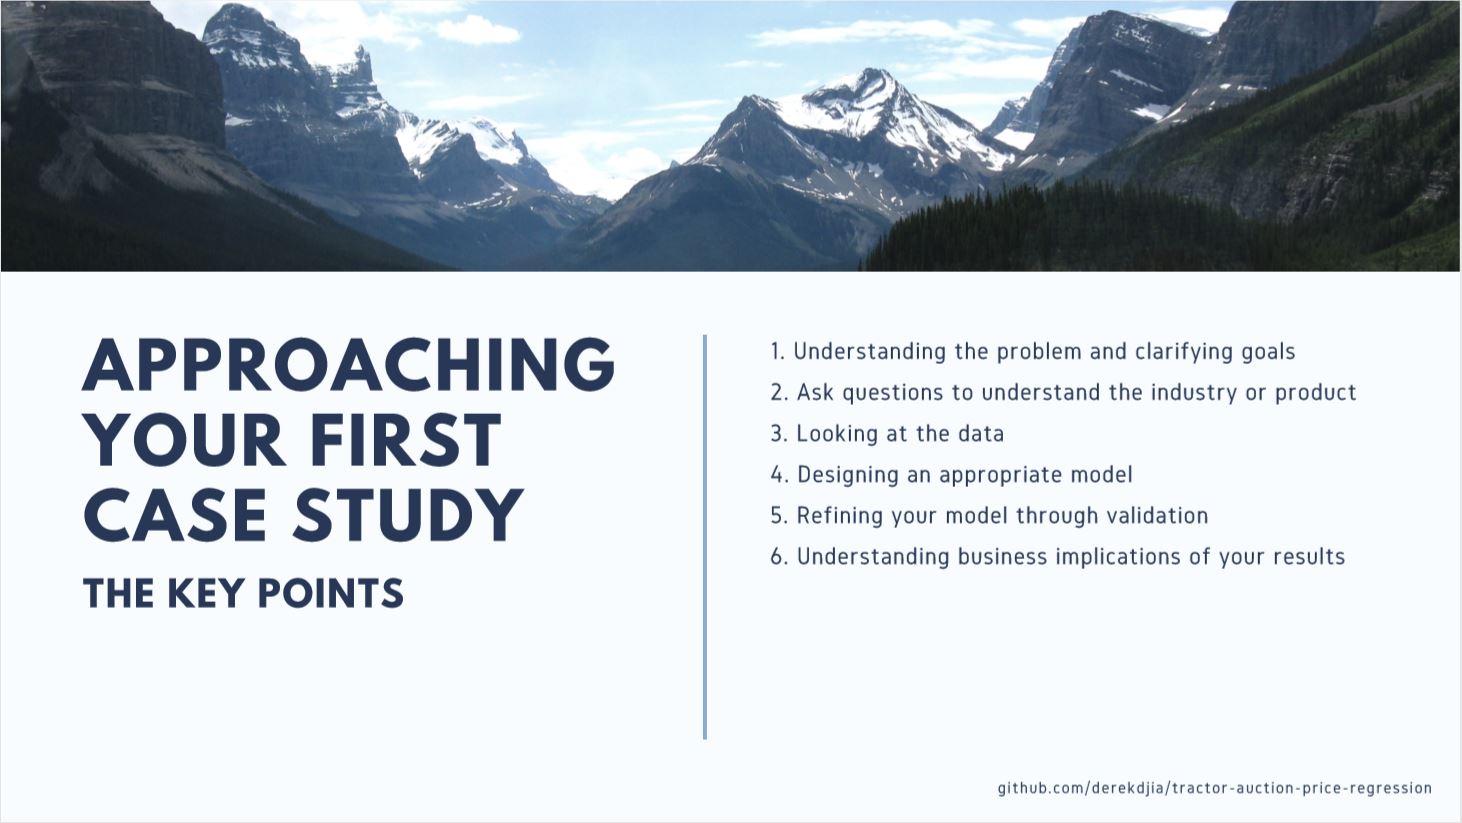 APPROACHING
YOUR FIRST
CASE STUDY
THE KEY POINTS
1. Understanding the problem and clarifying goals
2. Ask questions to understand the industry or product
3. Looking at the data
4. Designing an appropriate model
5. Refining your model through validation
6. Understanding business implications of your results
github.com/derekdjia/tractor-auction-price-regression